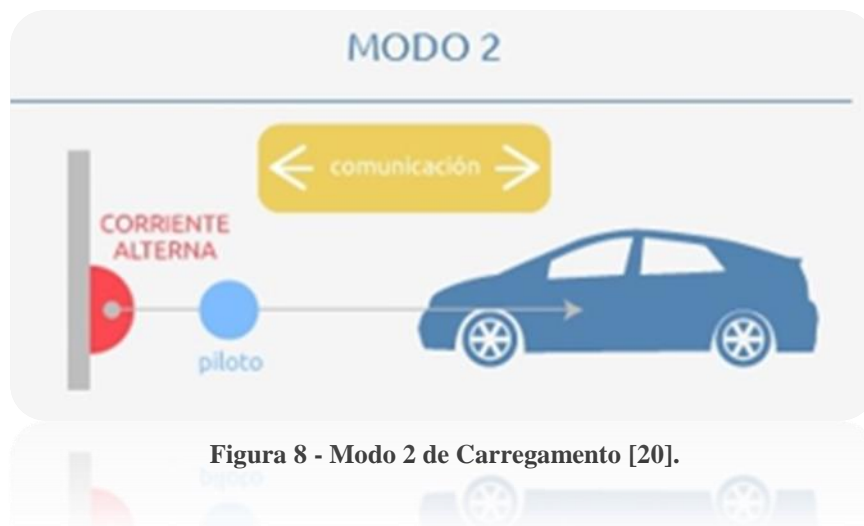 MODO 2
comunicación
CORRIENTE
ALTERNA
piloto
Figura 8 - Modo 2 de Carregamento [20].